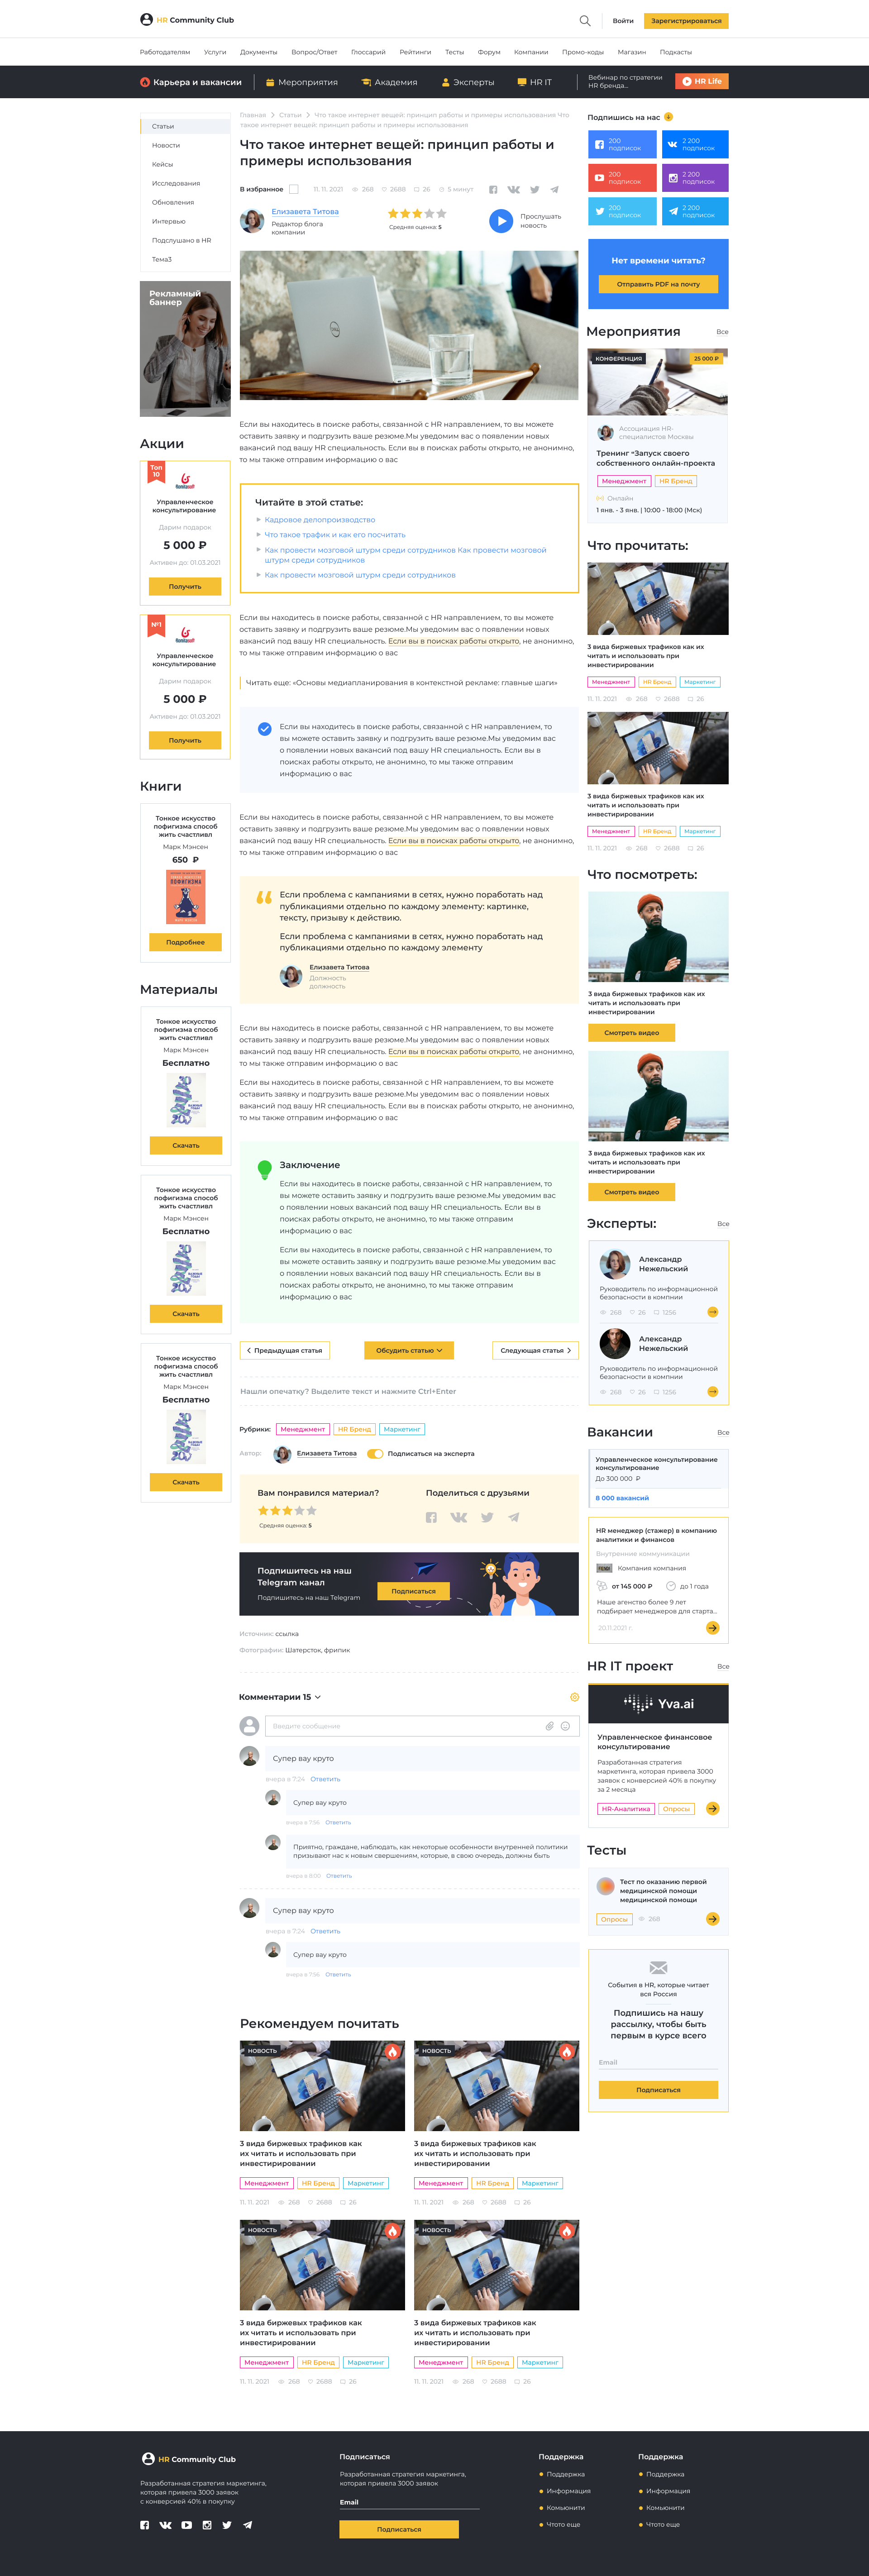 HR Community Club
Войти
Зарегистрироваться
Работодателям Услуги Документы Вопрос/Ответ Глоссарий Рейтинги Тесты Форум Компании Промо-коды Магазин Подкасты
Карьера и вакансии
Мероприятия
Академия
Эксперты
HR IT
Вебинар по стратегии
HR бренда...
HR Life
Статьи
Новости
Кейсы
Исследования
Обновления
Интервью
Подслушано в HR
Тема3
Рекламный
баннер
Акции
Топ
10
Управленческое
консультирование
Дарим подарок
5 000 ₽
Активен до: 01.03.2021
Получить
№1
Управленческое
консультирование
Дарим подарок
5 000 ₽
Активен до: 01.03.2021
Получить
Книги
Тонкое искусство
пофигизма способ
жить счастливл
Марк Мэнсен
650 ₽
ПОФИГИЗМА
Подробнее
Материалы
Тонкое искусство
пофигизма способ
жить счастливл
Марк Мэнсен
Бесплатно
Скачать
Тонкое искусство
пофигизма способ
жить счастливл
Марк Мэнсен
Бесплатно
Скачать
Тонкое искусство
пофигизма способ
жить счастливл
Марк Мэнсен
Бесплатно
Скачать
Главная > Статьи > Что такое интернет вещей: принцип работы и примеры использования Что
такое интернет вещей: принцип работы и примеры использования
Что такое интернет вещей: принцип работы и
примеры использования
В избранное
11. 11. 2021 268 2688 26 5 минут
Елизавета Титова
Редактор блога
компании
Средняя оценка: 5
Прослушать
новость
Если вы находитесь в поиске работы, связанной с HR направлением, то вы можете
оставить заявку и подгрузить ваше резюме.Мы уведомим вас о появлении новых
вакансий под вашу HR специальность. Если вы в поисках работы открыто, не анонимно,
то мы также отправим информацию о вас
Читайте в этой статье:
Кадровое делопроизводство
Что такое трафик и как его посчитать
Как провести мозговой штурм среди сотрудников Как провести мозговой
штурм среди сотрудников
Как провести мозговой штурм среди сотрудников
Если вы находитесь в поиске работы, связанной с HR направлением, то вы можете
оставить заявку и подгрузить ваше резюме.Мы уведомим вас о появлении новых
вакансий под вашу HR специальность. Если вы в поисках работы открыто, не анонимно,
то мы также отправим информацию о вас
Читать еще: «Основы медиапланирования в контекстной рекламе: главные шаги»
Если вы находитесь в поиске работы, связанной с HR направлением, то
вы можете оставить заявку и подгрузить ваше резюме.Мы уведомим вас
о появлении новых вакансий под вашу HR специальность. Если вы в
поисках работы открыто, не анонимно, то мы также отправим
информацию о вас
Если вы находитесь в поиске работы, связанной с HR направлением, то вы можете
оставить заявку и подгрузить ваше резюме.Мы уведомим вас о появлении новых
вакансий под вашу HR специальность. Если вы в поисках работы открыто, не анонимно,
то мы также отправим информацию о вас
Если проблема с кампаниями в сетях, нужно поработать над
публикациями отдельно по каждому элементу: картинке,
тексту, призыву к действию.
Если проблема с кампаниями в сетях, нужно поработать над
публикациями отдельно по каждому элементу
Елизавета Титова
Должность
должность
Если вы находитесь в поиске работы, связанной с HR направлением, то вы можете
оставить заявку и подгрузить ваше резюме.Мы уведомим вас о появлении новых
вакансий под вашу HR специальность. Если вы в поисках работы открыто, не анонимно,
то мы также отправим информацию о вас
Если вы находитесь в поиске работы, связанной с HR направлением, то вы можете
оставить заявку и подгрузить ваше резюме.Мы уведомим вас о появлении новых
вакансий под вашу HR специальность. Если вы в поисках работы открыто, не анонимно,
то мы также отправим информацию о вас
Заключение
Если вы находитесь в поиске работы, связанной с HR направлением, то
вы можете оставить заявку и подгрузить ваше резюме.Мы уведомим вас
о появлении новых вакансий под вашу HR специальность. Если вы в
поисках работы открыто, не анонимно, то мы также отправим
информацию о вас
Если вы находитесь в поиске работы, связанной с HR направлением, то
вы можете оставить заявку и подгрузить ваше резюме.Мы уведомим вас
о появлении новых вакансий под вашу HR специальность. Если вы в
поисках работы открыто, не анонимно, то мы также отправим
информацию о вас
Предыдущая статья
Обсудить статью
Следующая статья
Нашли опечатку? Выделите текст и нажмите Ctrl+Enter
Рубрики: Менеджмент HR Бренд Маркетинг
Автор: Елизавета Титова Подписаться на эксперта
Вам понравился материал?
Средняя оценка: 5
Поделиться с друзьями
Подпишитесь на наш
Телеgram канал
Подпишитесь на наш Telegram
Подписаться
Источник: ссылка
Фотографии: Шатерсток, фрипик
Комментарии 15
Введите сообщение
Супер вау круто
вчера в 7:24 Ответить
Супер вау круто
вчера в 7:56 Ответить
Приятно, граждане, наблюдать, как некоторые особенности внутренней политики
призывают нас к новым свершениям, которые, в свою очередь, должны быть
вчера в 8:00 Ответить
Супер вау круто
вчера в 7:24 Ответить
Супер вау круто
вчера в 7:56 Ответить
Рекомендуем почитать
НОВОСТЬ
3 вида биржевых трафиков как
их читать и использовать при
инвестирировании
Менеджмент HR Бренд Маркетинг
11. 11. 2021 268 2688 26
НОВОСТЬ
3 вида биржевых трафиков как
их читать и использовать при
инвестирировании
Менеджмент HR Бренд Маркетинг
11. 11. 2021 268 2688 26
НОВОСТЬ
3 вида биржевых трафиков как
их читать и использовать при
инвестирировании
Менеджмент HR Бренд Маркетинг
11. 11. 2021 268 2688 26
НОВОСТЬ
3 вида биржевых трафиков как
их читать и использовать при
инвестирировании
Менеджмент HR Бренд Маркетинг
11. 11. 2021 268 2688 26
Подпишись на нас
200
подписок
2 200
подписок
200
подписок
2 200
подписок
200
подписок
2 200
подписок
Нет времени читать?
Отправить PDF на почту
Мероприятия
Все
КОНФЕРЕНЦИЯ
25 000 ₽
Ассоциация HR-
специалистов Москвы
Тренинг “Запуск своего
собственного онлайн-проекта
Менеджмент HR Бренд
Онлайн
1 янв. - 3 янв. | 10:00 - 18:00 (Мск)
Что прочитать:
3 вида биржевых трафиков как их
читать и использовать при
инвестирировании
Менеджмент HR Бренд Маркетинг
11. 11. 2021 268 2688 26
3 вида биржевых трафиков как их
читать и использовать при
инвестирировании
Менеджмент HR Бренд Маркетинг
11. 11. 2021 268 2688 26
Что посмотреть:
3 вида биржевых трафиков как их
читать и использовать при
инвестирировании
Смотреть видео
3 вида биржевых трафиков как их
читать и использовать при
инвестирировании
Смотреть видео
Эксперты:
Все
Александр
Нежельский
Руководитель по информационной
безопасности в компнии
268 26 1256
Александр
Нежельский
Руководитель по информационной
безопасности в компнии
268 26 1256
Вакансии
Все
Управленческое консультирование
консультирование
До 300 000 ₽
8 000 вакансий
HR менеджер (стажер) в компанию
аналитики и финансов
Внутренние коммуникации
Компания компания
от 145 000 ₽
до 1 года
Наше агенство более 9 лет
подбирает менеджеров для старта...
20.11.2021 г.
HR IT проект
Все
Yva.ai
Управленческое финансовое
консультирование
Разработанная стратегия
маркетинга, которая привела 3000
заявок с конверсией 40% в покупку
за 2 месяца
HR-Аналитика Опросы
Тесты
Тест по оказанию первой
медицинской помощи
медицинской помощи
Опросы 268
События в HR, которые читает
вся Россия
Подпишись на нашу
рассылку, чтобы быть
первым в курсе всего
Email
Подписаться
HR Community Club
Разработанная стратегия маркетинга,
которая привела 3000 заявок
с конверсией 40% в покупку
Подписаться
Разработанная стратегия маркетинга,
которая привела 3000 заявок
Email
Подписаться
Поддержка
Поддержка
Информация
Комьюнити
Чтото еще
Поддержка
Поддержка
Информация
Комьюнити
Чтото еще